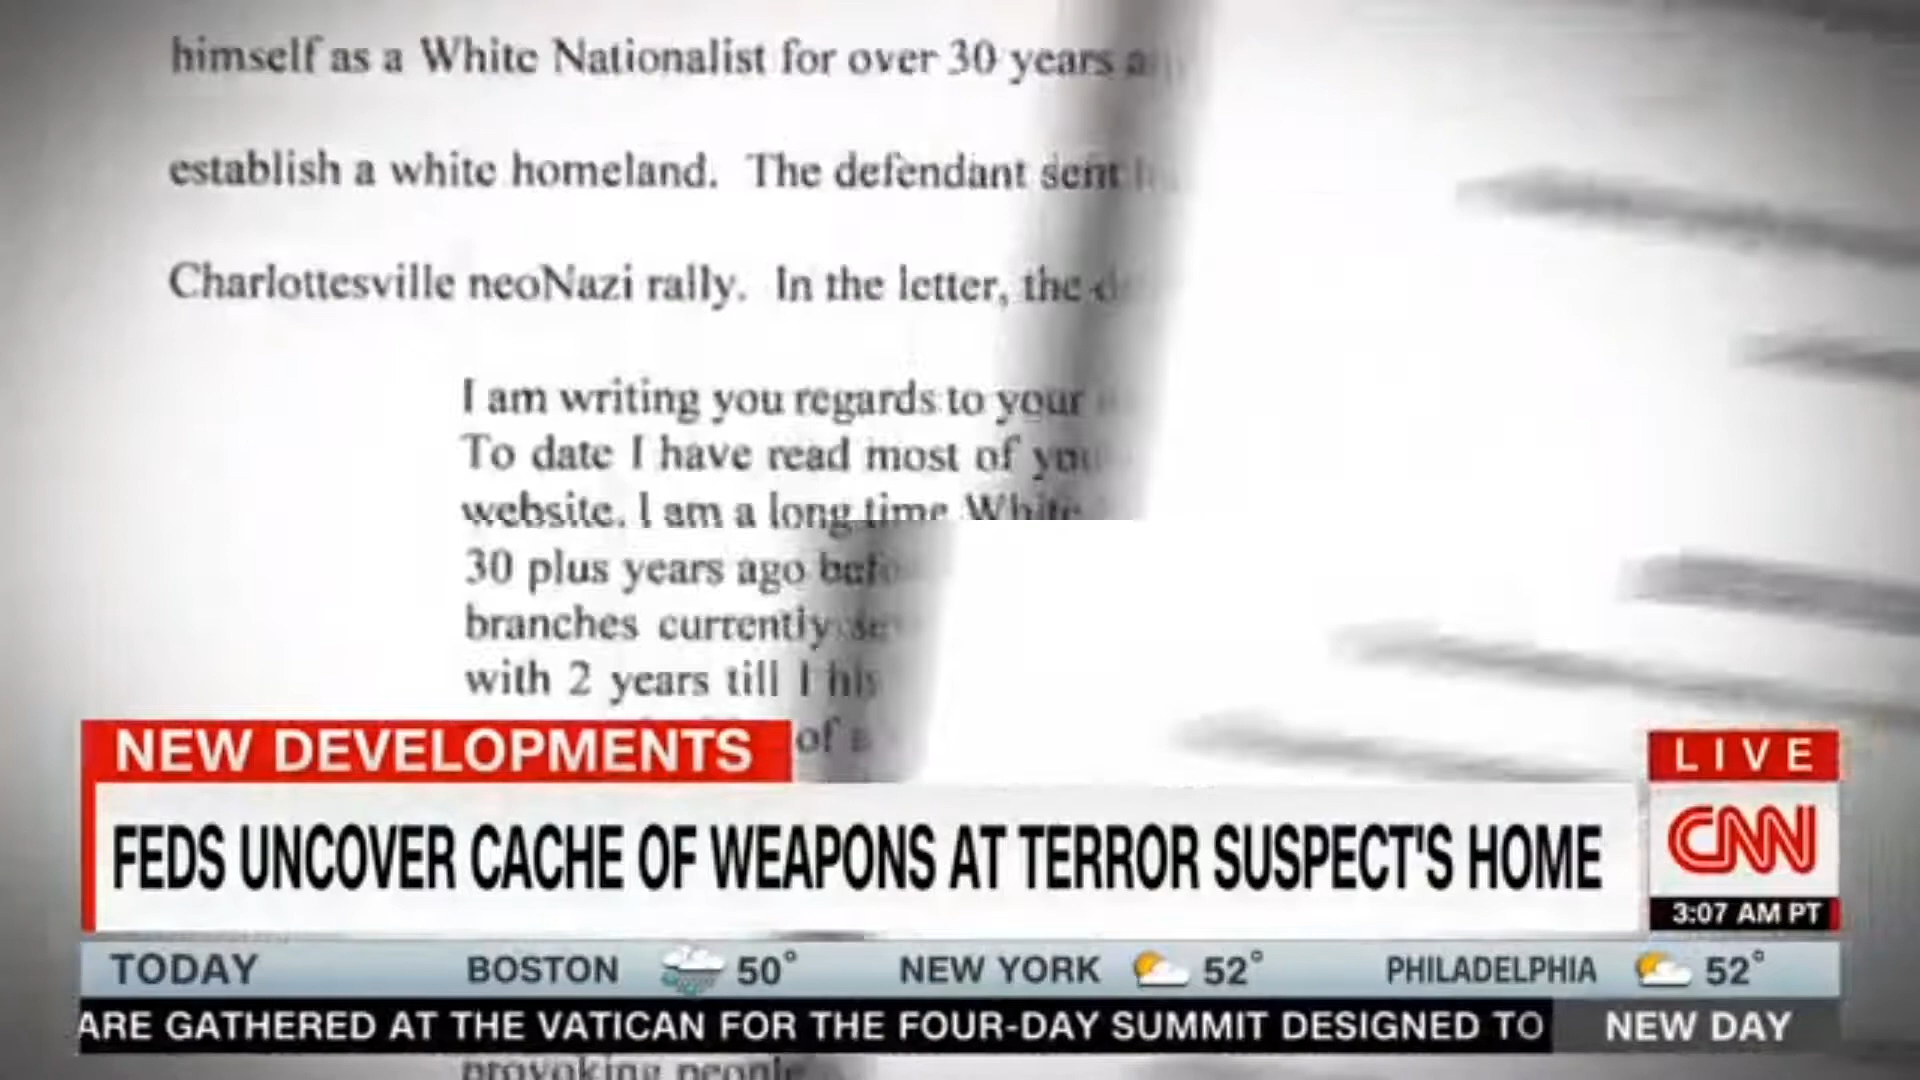 himself as a White Nationalist for over 30 years
establish a white homeland. The defendant sent
Charlottesville neoNazi rally. In the letter, the
I am writing you regards to your
To date I have read most of
website. I am a long time White
30 plus years ago
branches currently
with 2 years till I
of
NEW DEVELOPMENTS
LIVE
FEDS UNCOVER CACHE OF WEAPONS AT TERROR SUSPECT'S HOME
CNN
3:07 AM PT
TODAY BOSTON 50° NEW YORK 52° PHILADELPHIA 52°
ARE GATHERED AT THE VATICAN FOR THE FOUR-DAY SUMMIT DESIGNED TO NEW DAY
provoking people